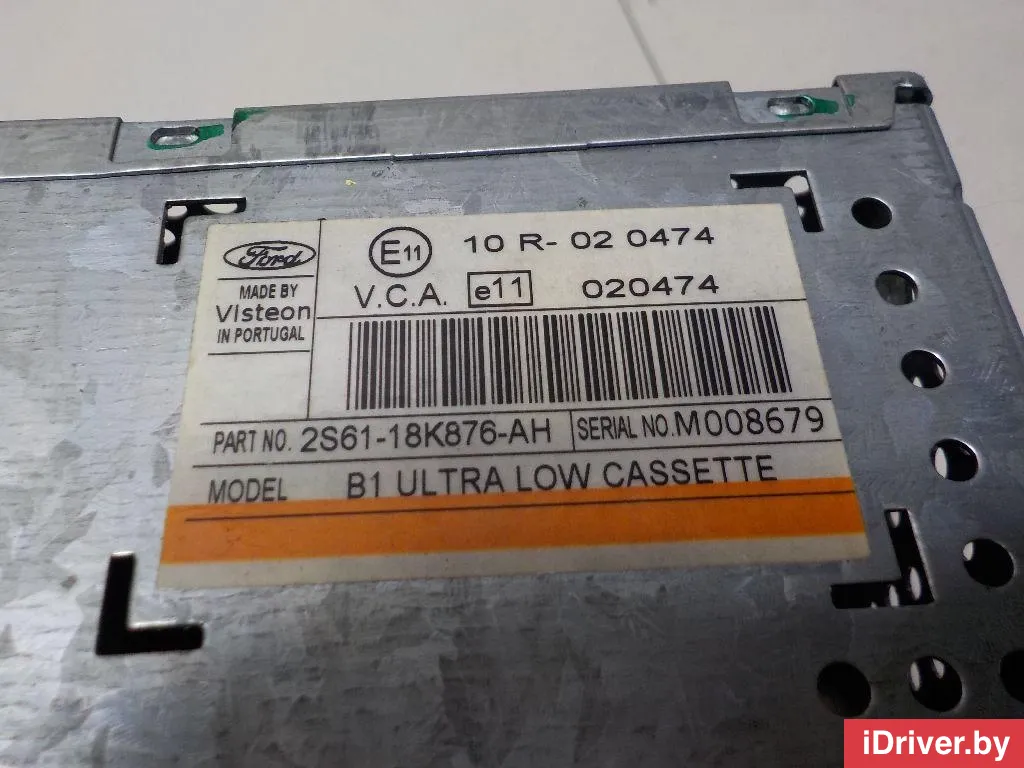 Ford
MADE BY
Visteon
IN PORTUGAL
E11 10 R- 02 0474
V.C.A. e11 020474
PART NO. 2S61-18K876-AH SERIAL NO. M008679
MODEL B1 ULTRA LOW CASSETTE
iDriver.by